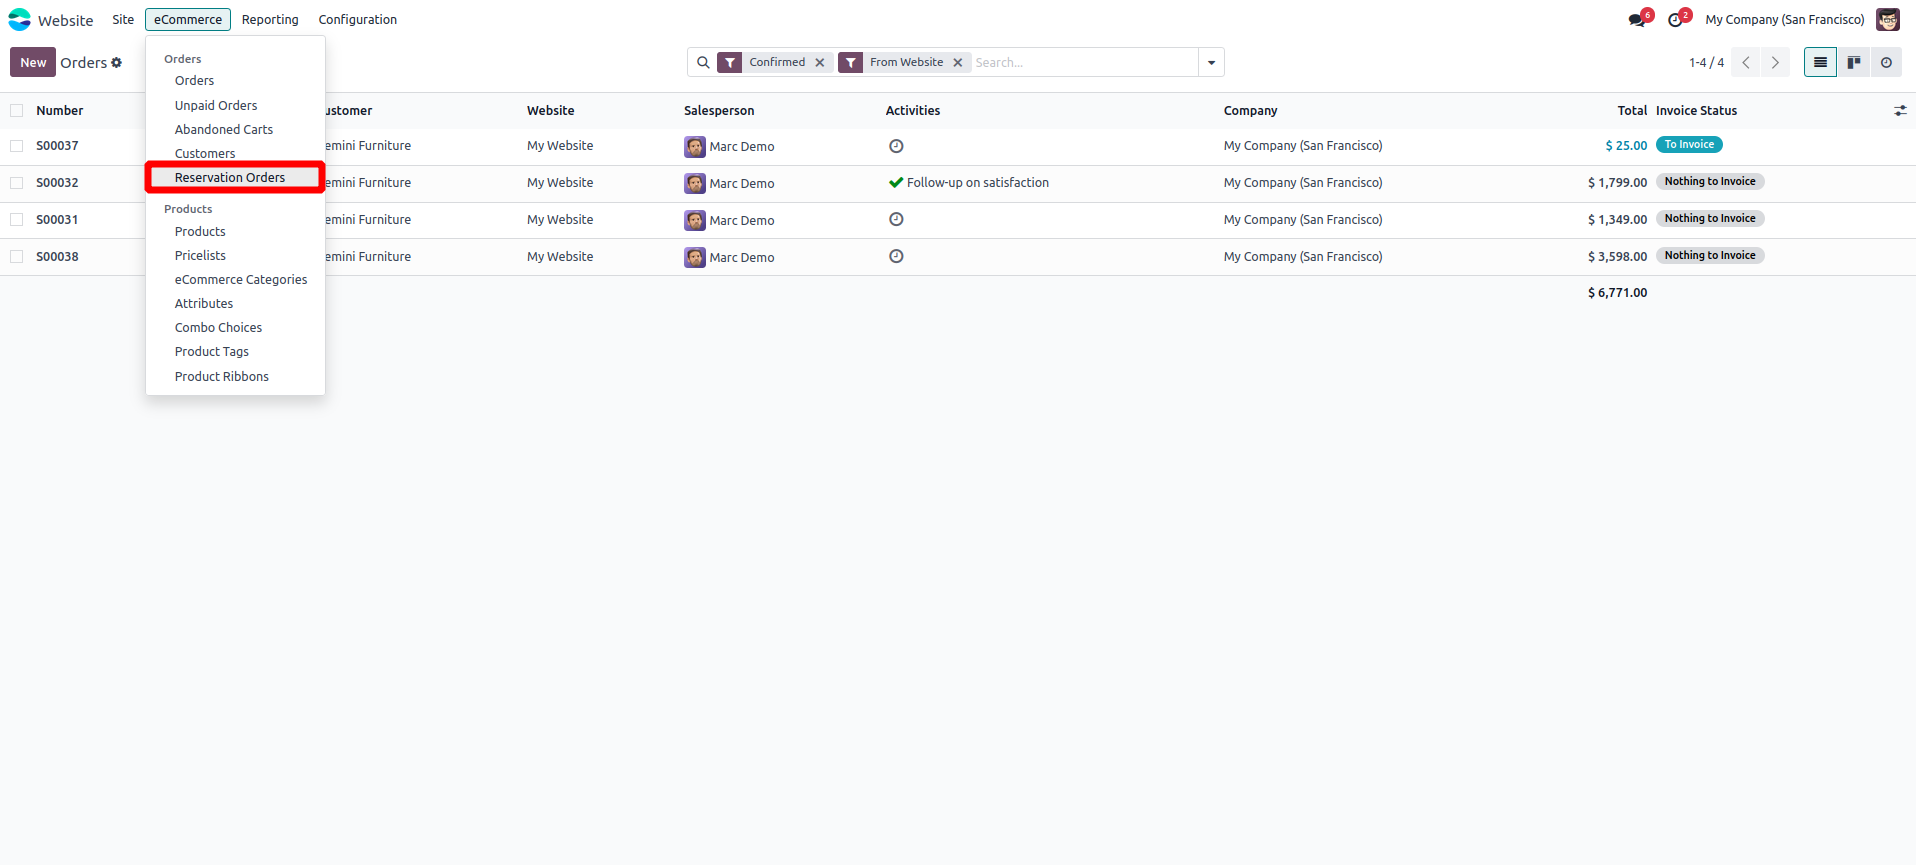 Website Site eCommerce Reporting Configuration 6 2 My Company (San Francisco)
New Orders Confirmed From Website Search... 1-4 / 4
Orders
Orders
Unpaid Orders
Abandoned Carts
Customers
Reservation Orders
Products
Products
Pricelists
eCommerce Categories
Attributes
Combo Choices
Product Tags
Product Ribbons
Number ustomer Website Salesperson Activities Company Total Invoice Status
S00037 emini Furniture My Website Marc Demo My Company (San Francisco) $ 25.00 To Invoice
S00032 emini Furniture My Website Marc Demo Follow-up on satisfaction My Company (San Francisco) $ 1,799.00 Nothing to Invoice
S00031 emini Furniture My Website Marc Demo My Company (San Francisco) $ 1,349.00 Nothing to Invoice
S00038 emini Furniture My Website Marc Demo My Company (San Francisco) $ 3,598.00 Nothing to Invoice
$ 6,771.00